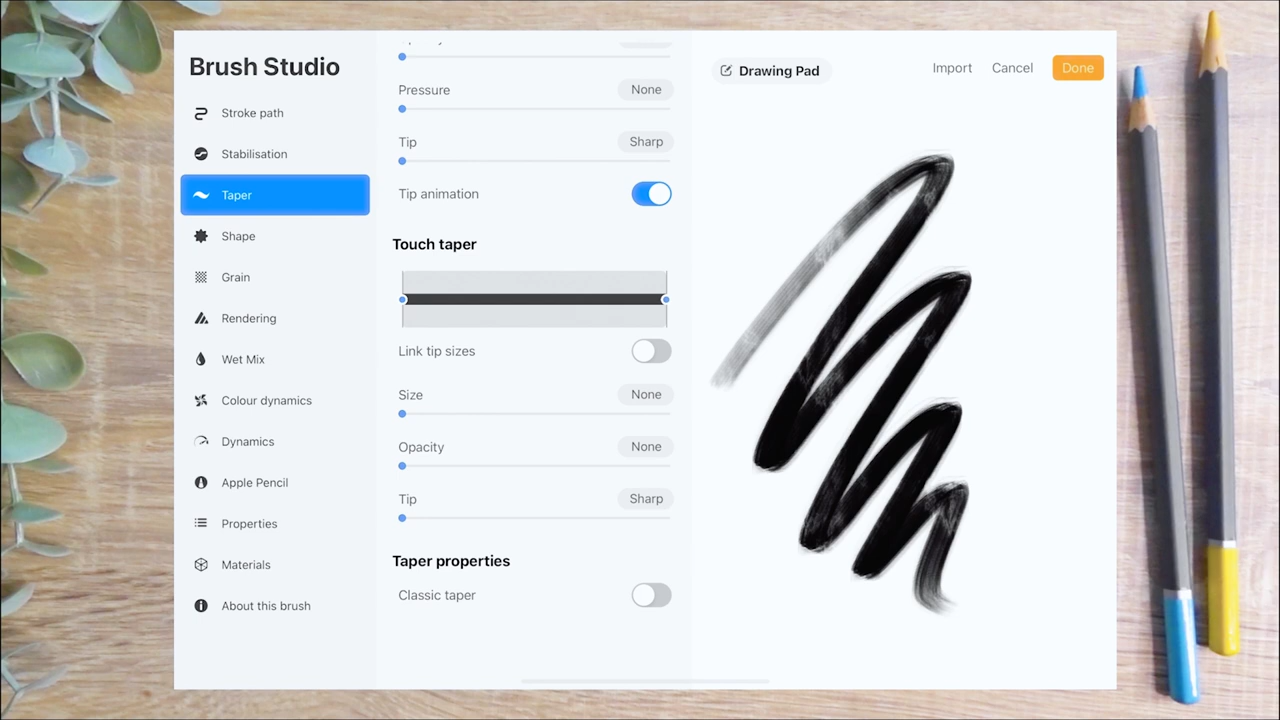 Brush Studio
Stroke path
Stabilisation
Taper
Shape
Grain
Rendering
Wet Mix
Colour dynamics
Dynamics
Apple Pencil
Properties
Materials
About this brush
Pressure None
Tip Sharp
Tip animation
Touch taper
Link tip sizes
Size None
Opacity None
Tip Sharp
Taper properties
Classic taper
Drawing Pad
Import Cancel Done